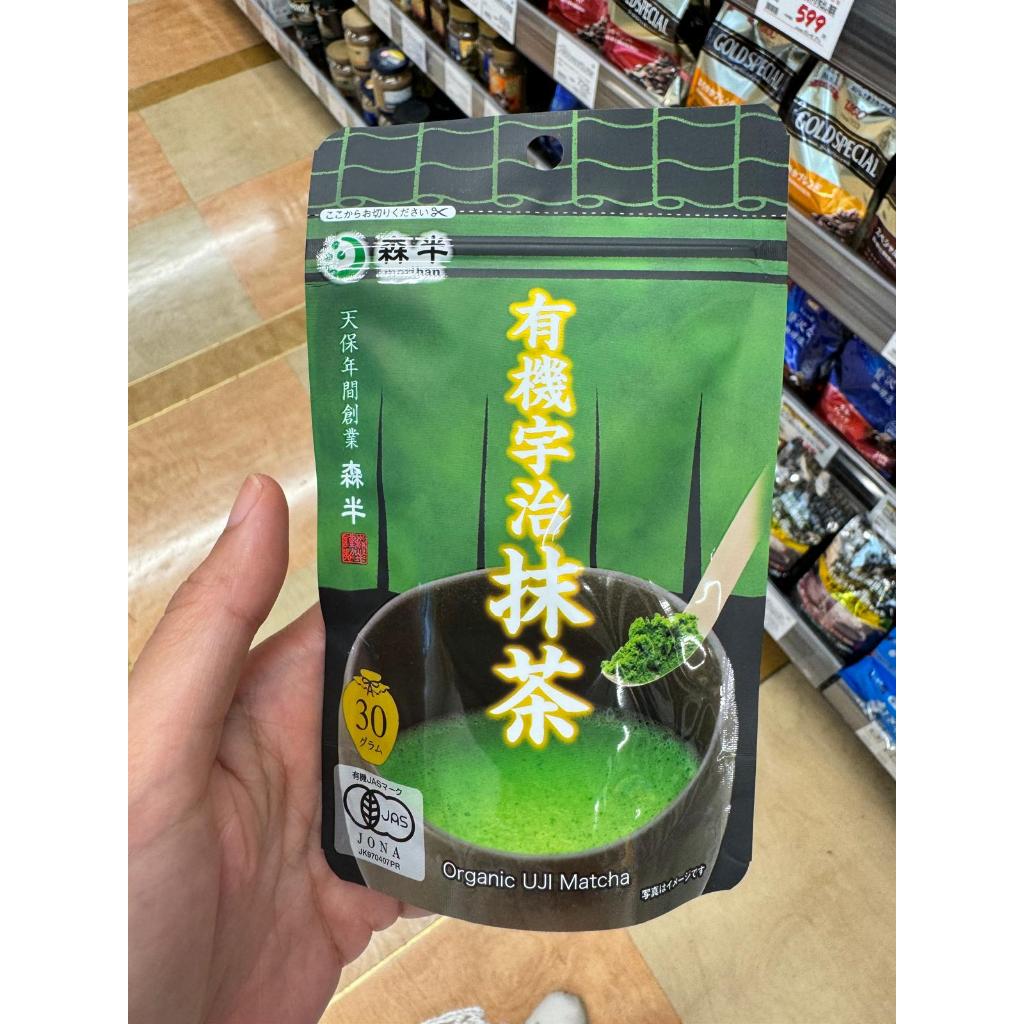 599
GOLD SPECIAL
GOLD SPECIAL
ここからお切りください
森半
morihan
有機宇治抹茶
天保年間創業 森半
30
グラム
有機JASマーク
JAS
JONA
JK970407PR
Organic UJI Matcha
写真はイメージです